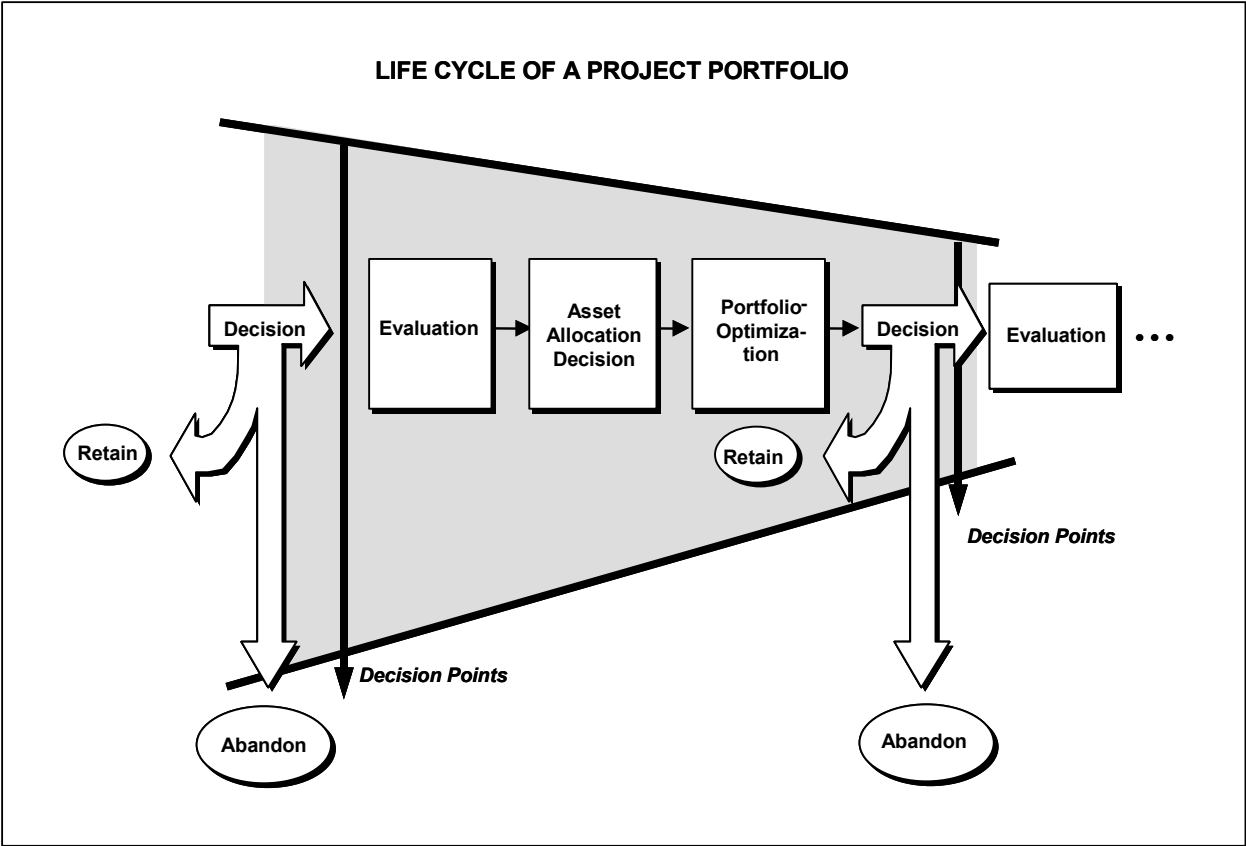 LIFE CYCLE OF A PROJECT PORTFOLIO
Decision
Retain
Abandon
Decision Points
Evaluation
Asset
Allocation
Decision
Portfolio-
Optimiza-
tion
Decision
Retain
Abandon
Decision Points
Evaluation
...